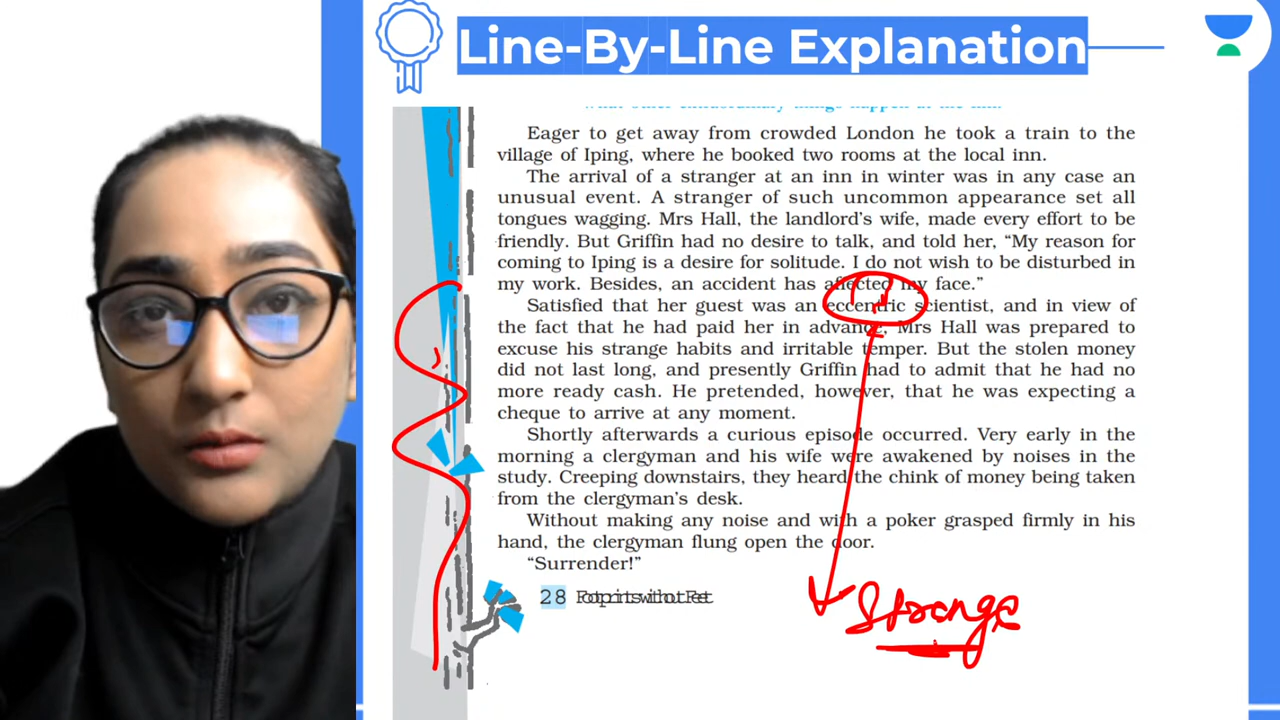 Line-By-Line Explanation
what other extraordinary things happen at the inn.
Eager to get away from crowded London he took a train to the
village of Iping, where he booked two rooms at the local inn.
The arrival of a stranger at an inn in winter was in any case an
unusual event. A stranger of such uncommon appearance set all
tongues wagging. Mrs Hall, the landlord’s wife, made every effort to be
friendly. But Griffin had no desire to talk, and told her, “My reason for
coming to Iping is a desire for solitude. I do not wish to be disturbed in
my work. Besides, an accident has affected my face.”
Satisfied that her guest was an eccentric scientist, and in view of
the fact that he had paid her in advance, Mrs Hall was prepared to
excuse his strange habits and irritable temper. But the stolen money
did not last long, and presently Griffin had to admit that he had no
more ready cash. He pretended, however, that he was expecting a
cheque to arrive at any moment.
Shortly afterwards a curious episode occurred. Very early in the
morning a clergyman and his wife were awakened by noises in the
study. Creeping downstairs, they heard the chink of money being taken
from the clergyman’s desk.
Without making any noise and with a poker grasped firmly in his
hand, the clergyman flung open the door.
“Surrender!”
28 Footprints without Feet
Strange